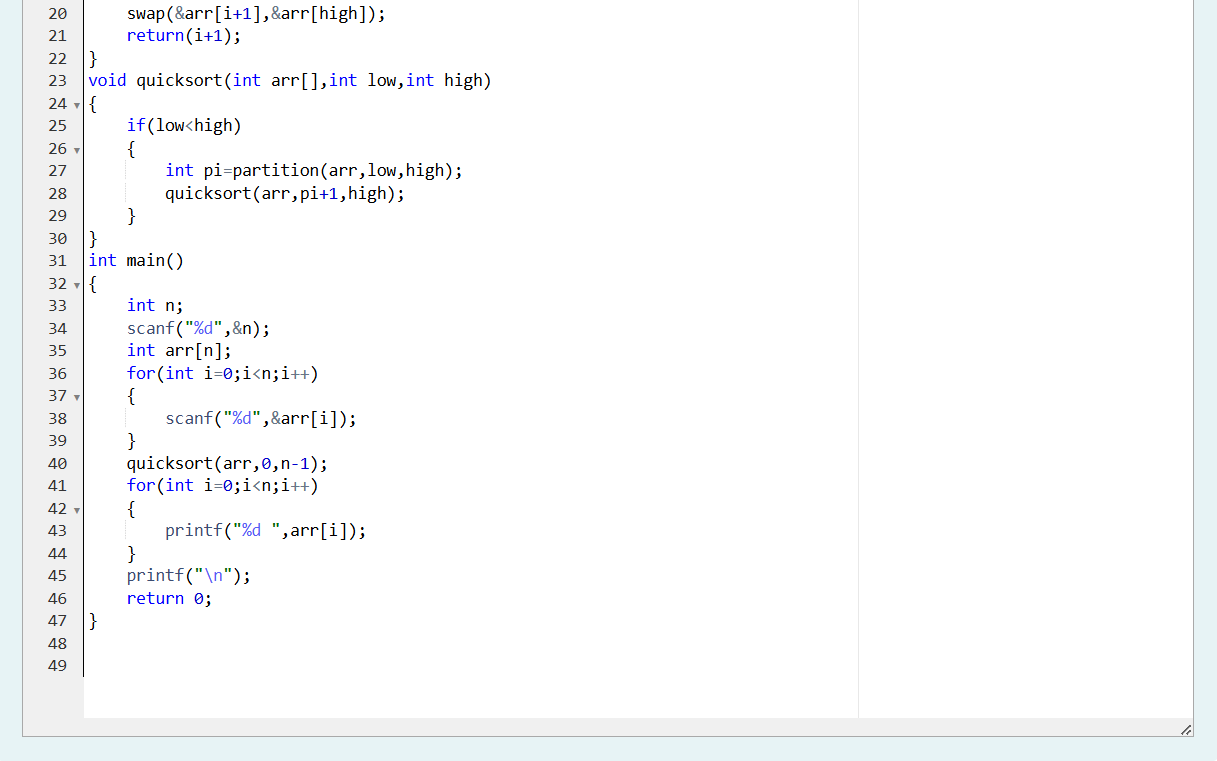 20 swap(&arr[i+1],&arr[high]);
21 return(i+1);
22 }
23 void quicksort(int arr[],int low,int high)
24 {
25 if(low<high)
26 {
27 int pi=partition(arr,low,high);
28 quicksort(arr,pi+1,high);
29 }
30 }
31 int main()
32 {
33 int n;
34 scanf("%d",&n);
35 int arr[n];
36 for(int i=0;i<n;i++)
37 {
38 scanf("%d",&arr[i]);
39 }
40 quicksort(arr,0,n-1);
41 for(int i=0;i<n;i++)
42 {
43 printf("%d ",arr[i]);
44 }
45 printf("\n");
46 return 0;
47 }
48
49